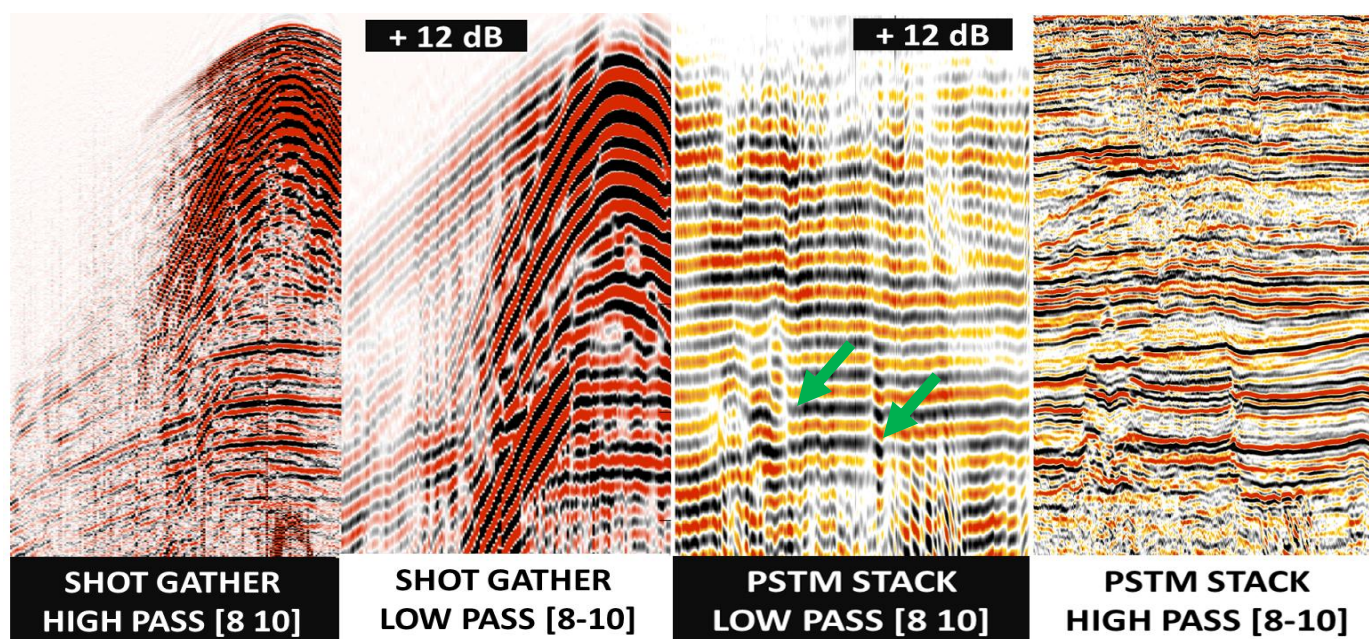 + 12 dB
+ 12 dB
SHOT GATHER
HIGH PASS [8 10]
SHOT GATHER
LOW PASS [8-10]
PSTM STACK
LOW PASS [8 10]
PSTM STACK
HIGH PASS [8-10]